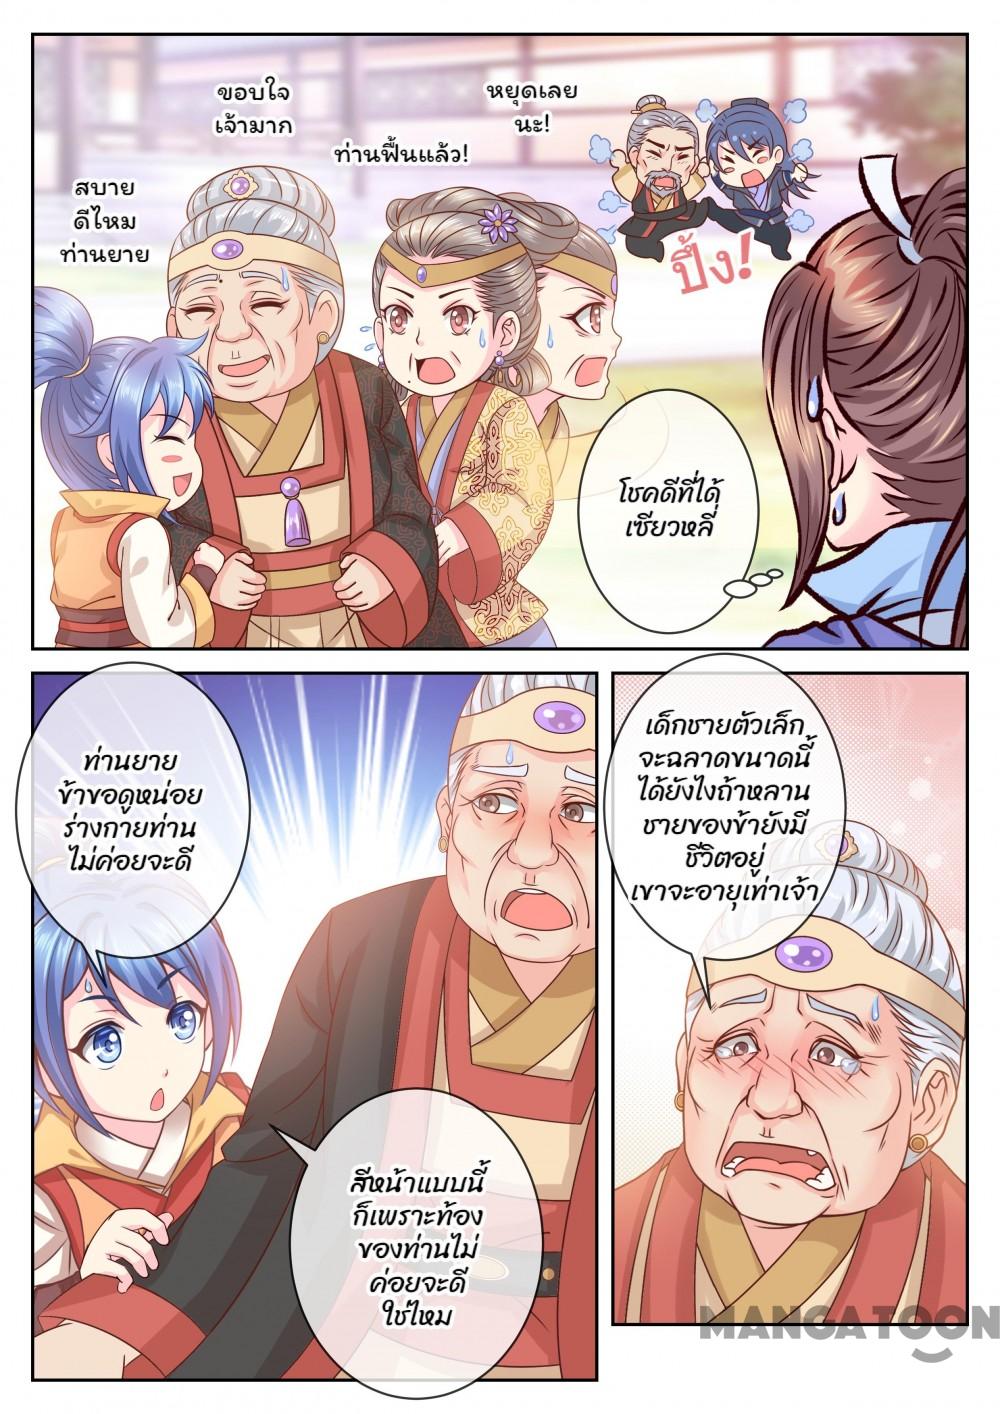 สบาย
ดีไหม
ท่านยาย
ขอบใจ
เจ้ามาก
ท่านฟื้นแล้ว!
หยุดเลย
นะ!
ปึ้ง!
โชคดีที่ได้
เซียวหลี่
ท่านยาย
ข้าขอดูหน่อย
ร่างกายท่าน
ไม่ค่อยจะดี
สีหน้าแบบนี้
ก็เพราะท้อง
ของท่านไม่
ค่อยจะดี
ใช่ไหม
เด็กชายตัวเล็ก
จะฉลาดขนาดนี้
ได้ยังไงถ้าหลาน
ชายของข้ายังมี
ชีวิตอยู่
เขาจะอายุเท่าเจ้า
MANGATOON